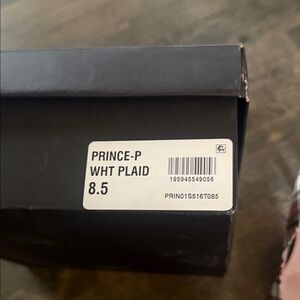 PRINCE-P
WHT PLAID
8.5
195945549056
PRIN01S516T085